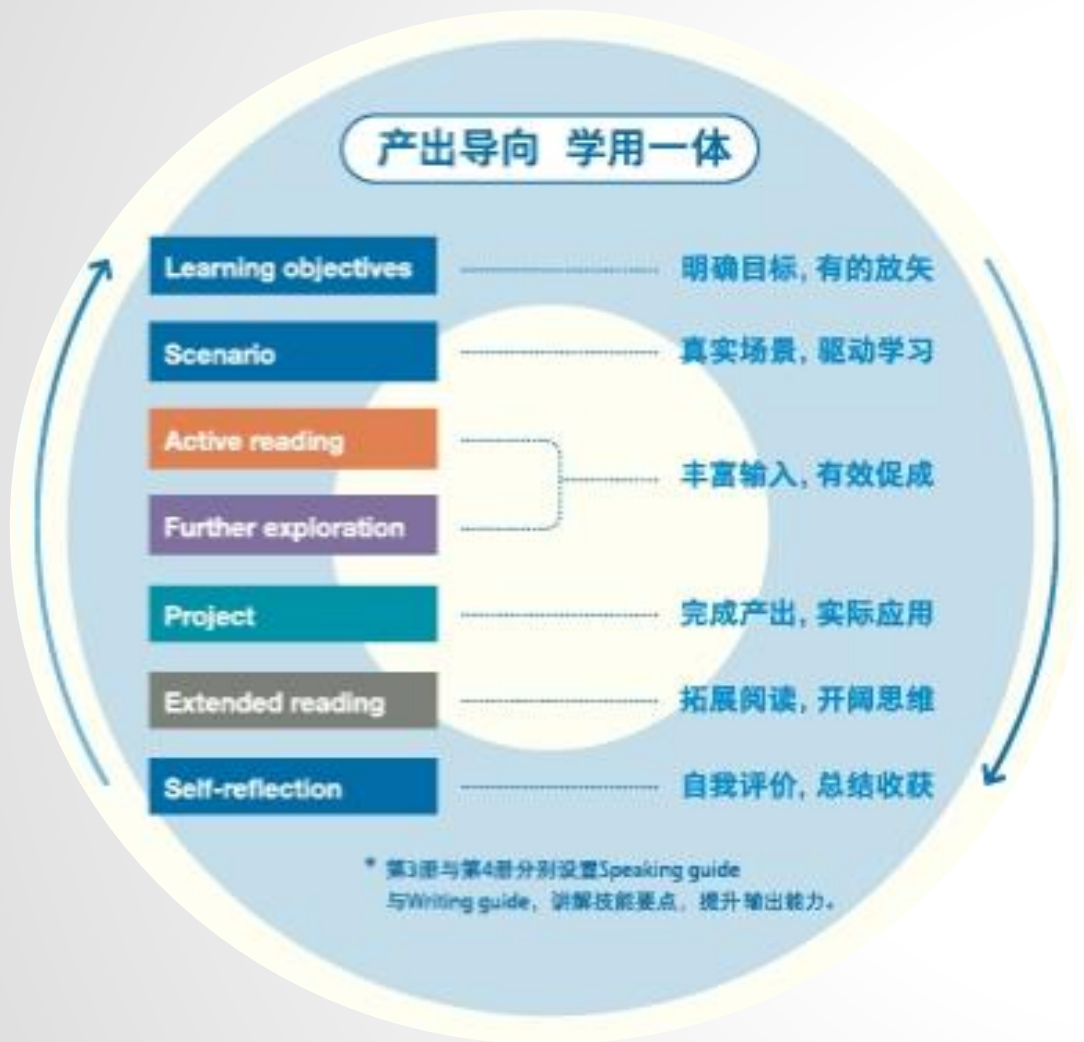 产出导向 学用一体
Learning objectives 明确目标, 有的放矢
Scenario 真实场景, 驱动学习
Active reading
丰富输入, 有效促成
Further exploration
Project 完成产出, 实际应用
Extended reading 拓展阅读, 开阔思维
Self-reflection 自我评价, 总结收获
* 第3册与第4册分别设置Speaking guide
与Writing guide，讲解技能要点，提升输出能力。